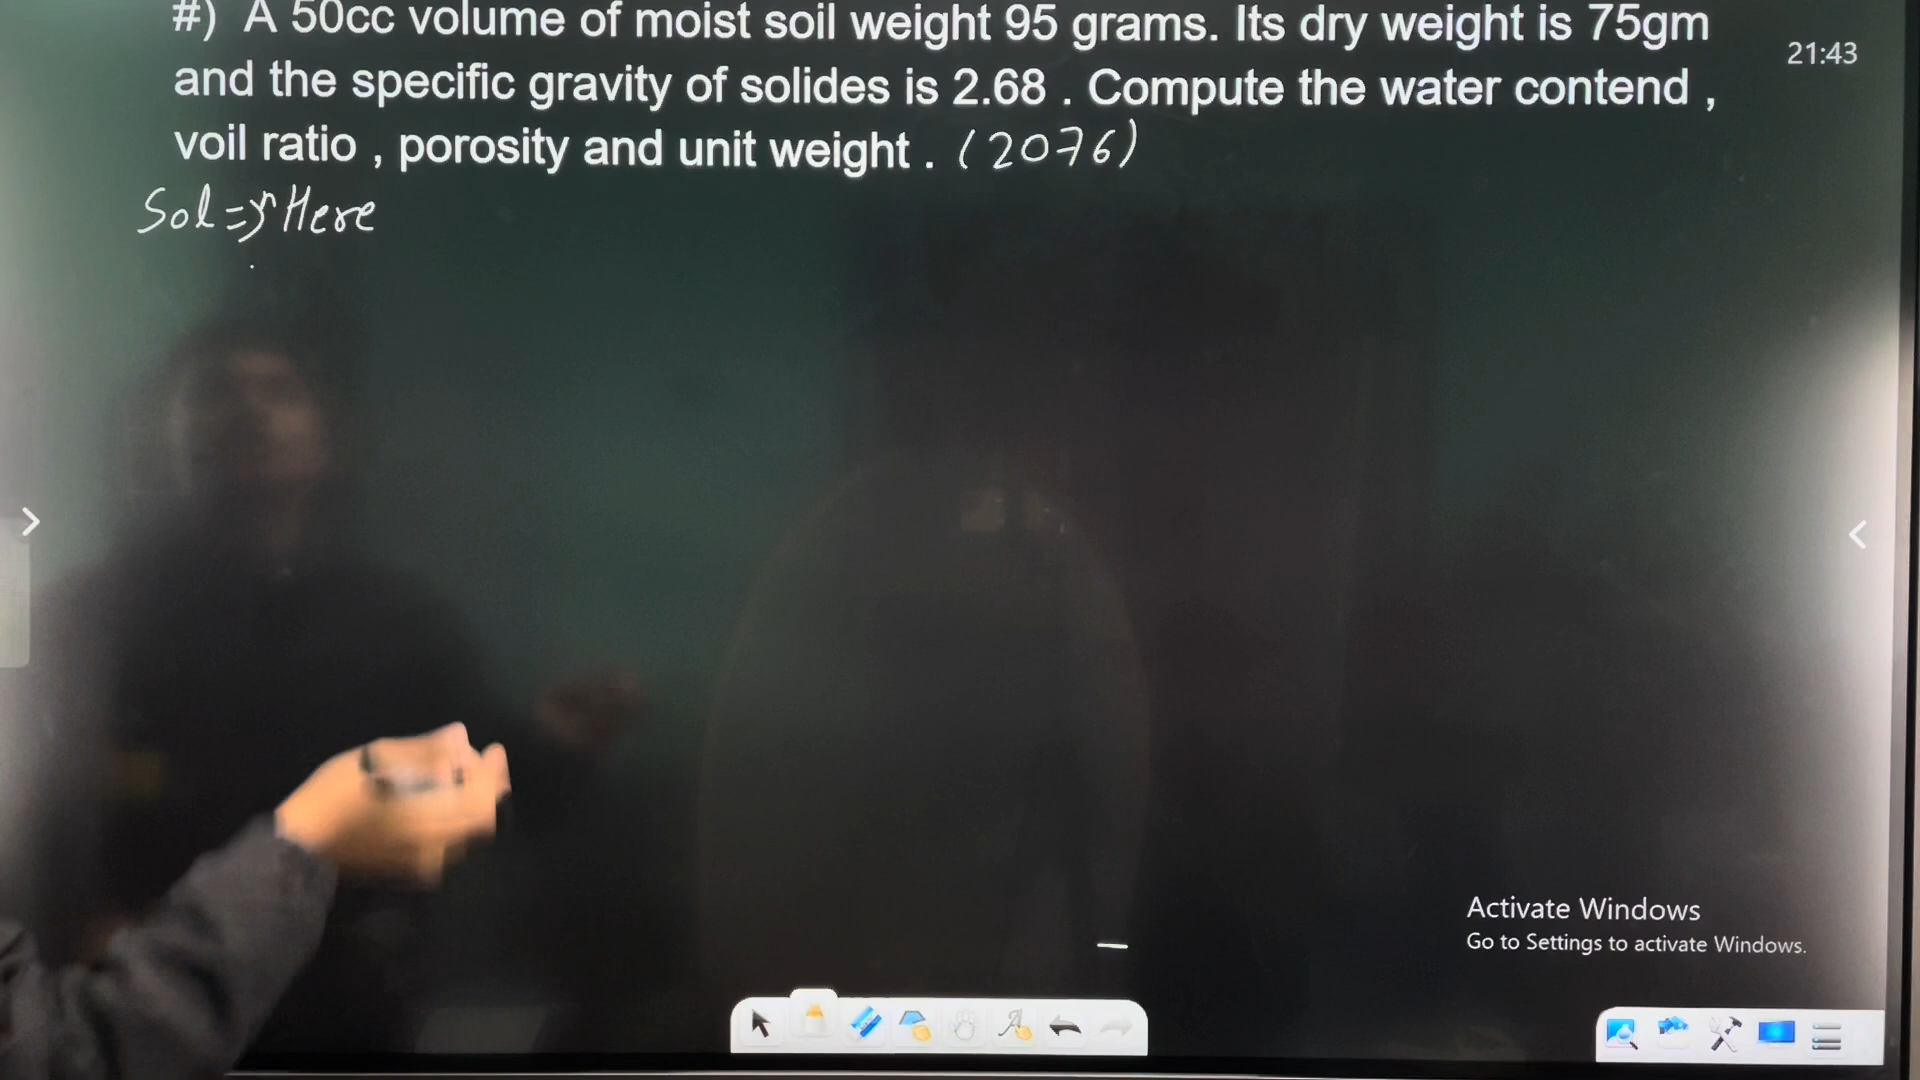 #) A 50cc volume of moist soil weight 95 grams. Its dry weight is 75gm
21:43
and the specific gravity of solides is 2.68 . Compute the water contend ,
voil ratio , porosity and unit weight . (2076)
Sol=> Here
Activate Windows
Go to Settings to activate Windows.